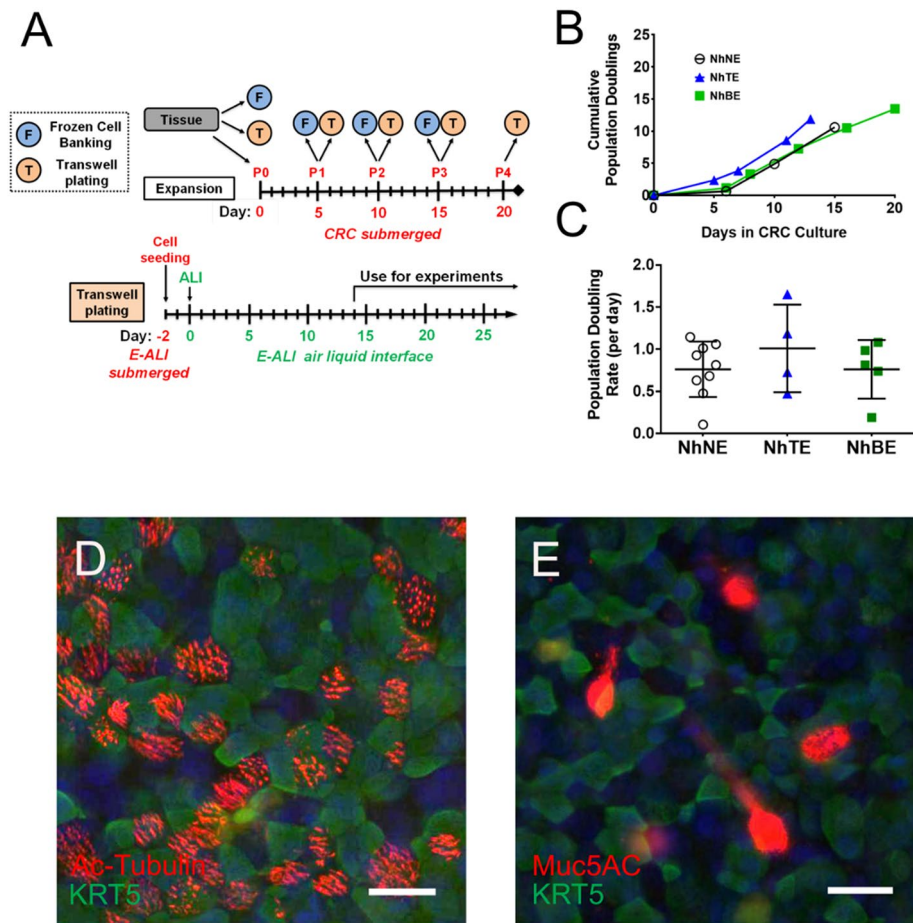 A
F
Frozen Cell
Banking
T
Transwell
plating
Tissue
F
T
F T F T F T T
Expansion
P0 P1 P2 P3 P4
Day: 0 5 10 15 20
CRC submerged
Cell
seeding
ALI
Use for experiments
Transwell
plating
Day: -2 0 5 10 15 20 25
E-ALI
submerged
E-ALI air liquid interface
B
Cumulative
Population Doublings
25
20
15
10
5
0
NhNE
NhTE
NhBE
0 5 10 15 20
Days in CRC Culture
C
Population Doubling
Rate (per day)
2.0
1.5
1.0
0.5
0.0
NhNE NhTE NhBE
D
Ac-Tubulin
KRT5
E
Muc5AC
KRT5